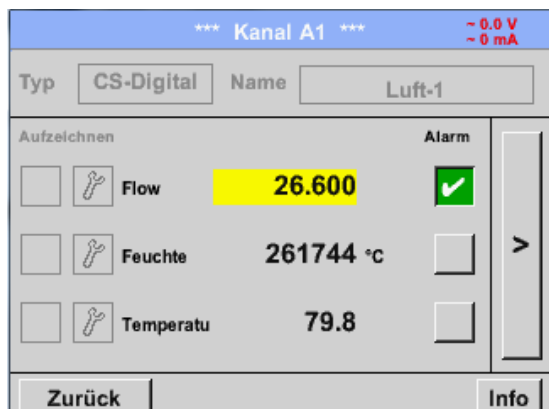 *** Kanal A1 ***
~ 0.0 V
~ 0 mA
Typ CS-Digital Name Luft-1
Aufzeichnen Alarm
Flow 26.600
Feuchte 261744 °C
Temperatu 79.8
>
Zurück Info